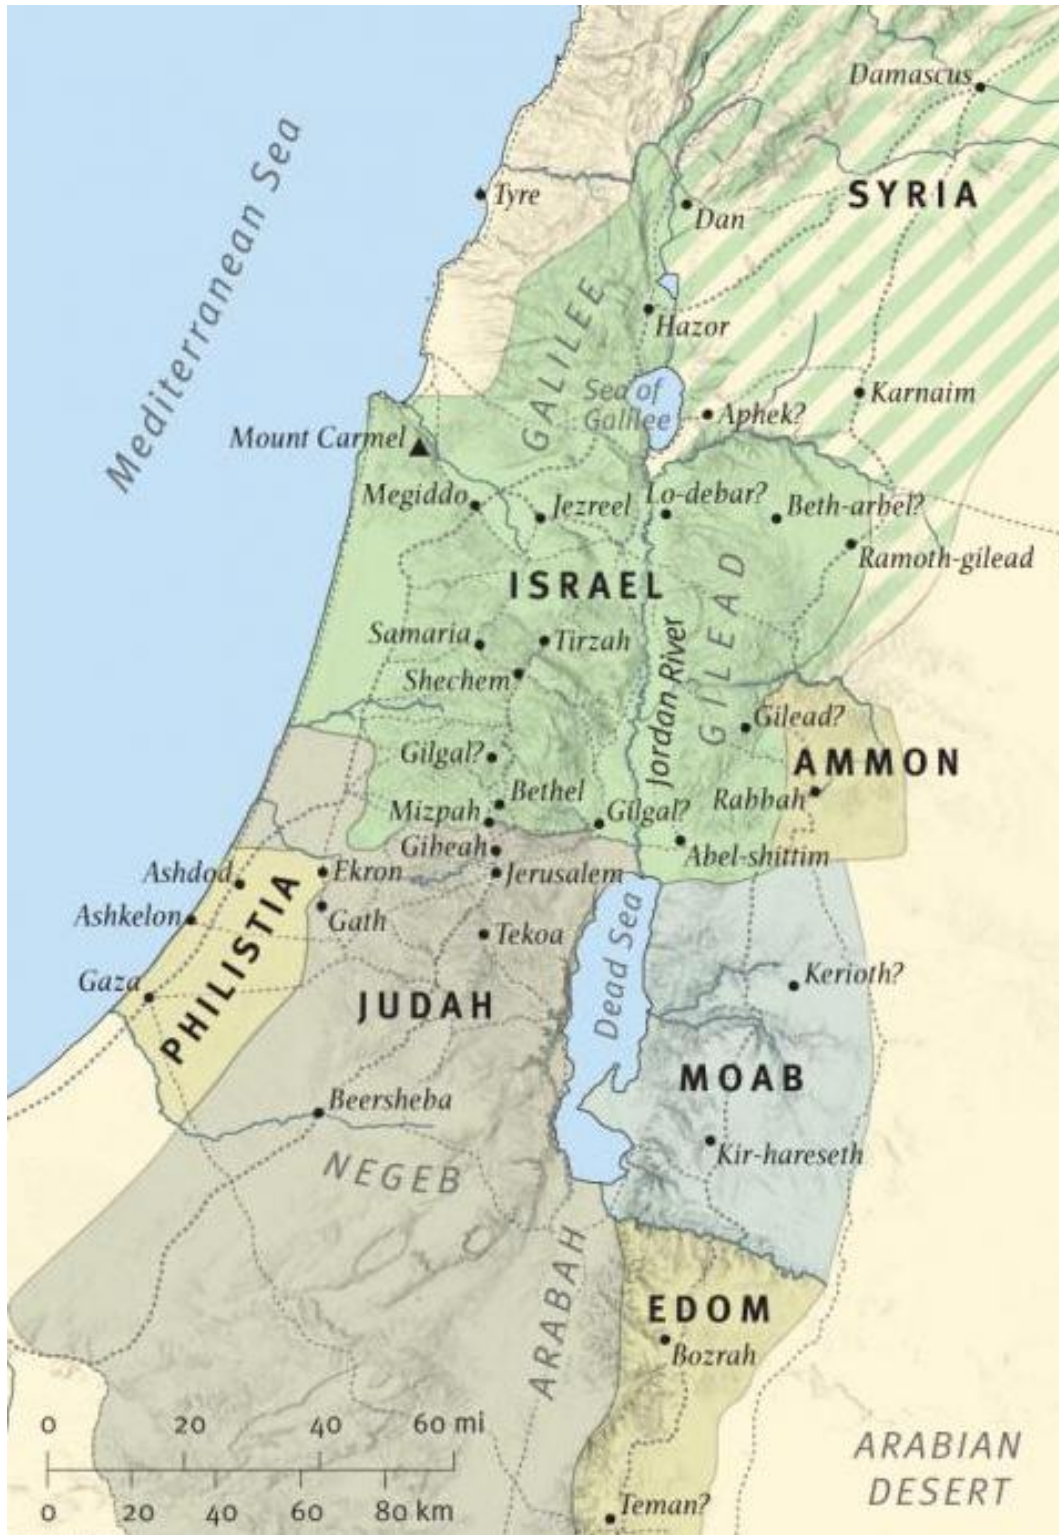 Damascus
SYRIA
Tyre
Dan
Mediterranean Sea
GALILEE
Hazor
Sea of
Galilee
Karnaim
Aphek?
Mount Carmel
Megiddo
Jezreel
Lo-debar?
Beth-arbel?
Ramoth-gilead
ISRAEL
GILEAD
Samaria
Tirzah
Jordan River
Shechem
Gilead?
Gilgal?
AMMON
Bethel
Rabbah
Mizpah
Gilgal?
Gibeah
Abel-shittim
Ashdod
Ekron
Jerusalem
Ashkelon
Gath
PHILISTIA
Tekoa
Dead Sea
Gaza
Kerioth?
JUDAH
MOAB
Beersheba
Kir-hareseth
NEGEB
ARABAH
EDOM
Bozrah
0 20 40 60 mi
0 20 40 60 80 km
ARABIAN
DESERT
Teman?